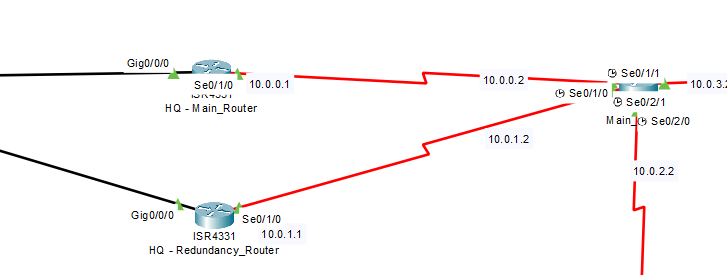 Gig0/0/0
Se0/1/0
10.0.0.1
ISR4331
HQ - Main_Router
10.0.0.2
Se0/1/1
10.0.3.2
Se0/1/0
Se0/2/1
Main_
Se0/2/0
10.0.1.2
10.0.2.2
Gig0/0/0
Se0/1/0
ISR4331
10.0.1.1
HQ - Redundancy_Router